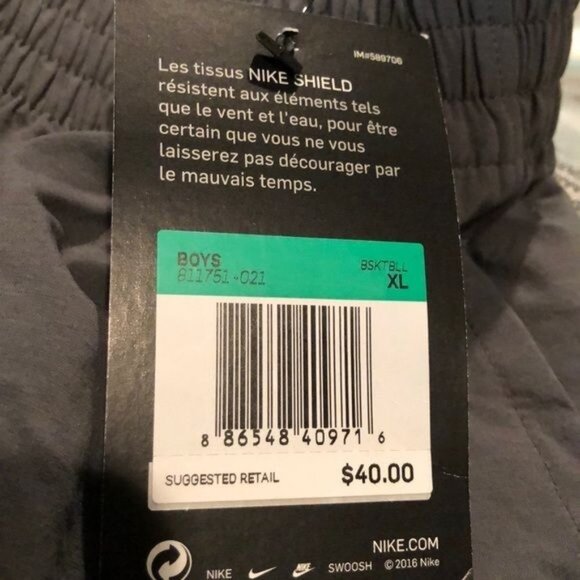 IM#589706
Les tissus NIKE SHIELD
résistent aux éléments tels
que le vent et l'eau, pour être
certain que vous ne vous
laisserez pas décourager par
le mauvais temps.
BOYS BSKTBLL
811751-021 XL
8 86548 40971 6
SUGGESTED RETAIL $40.00
NIKE.COM
NIKE SWOOSH © 2016 Nike